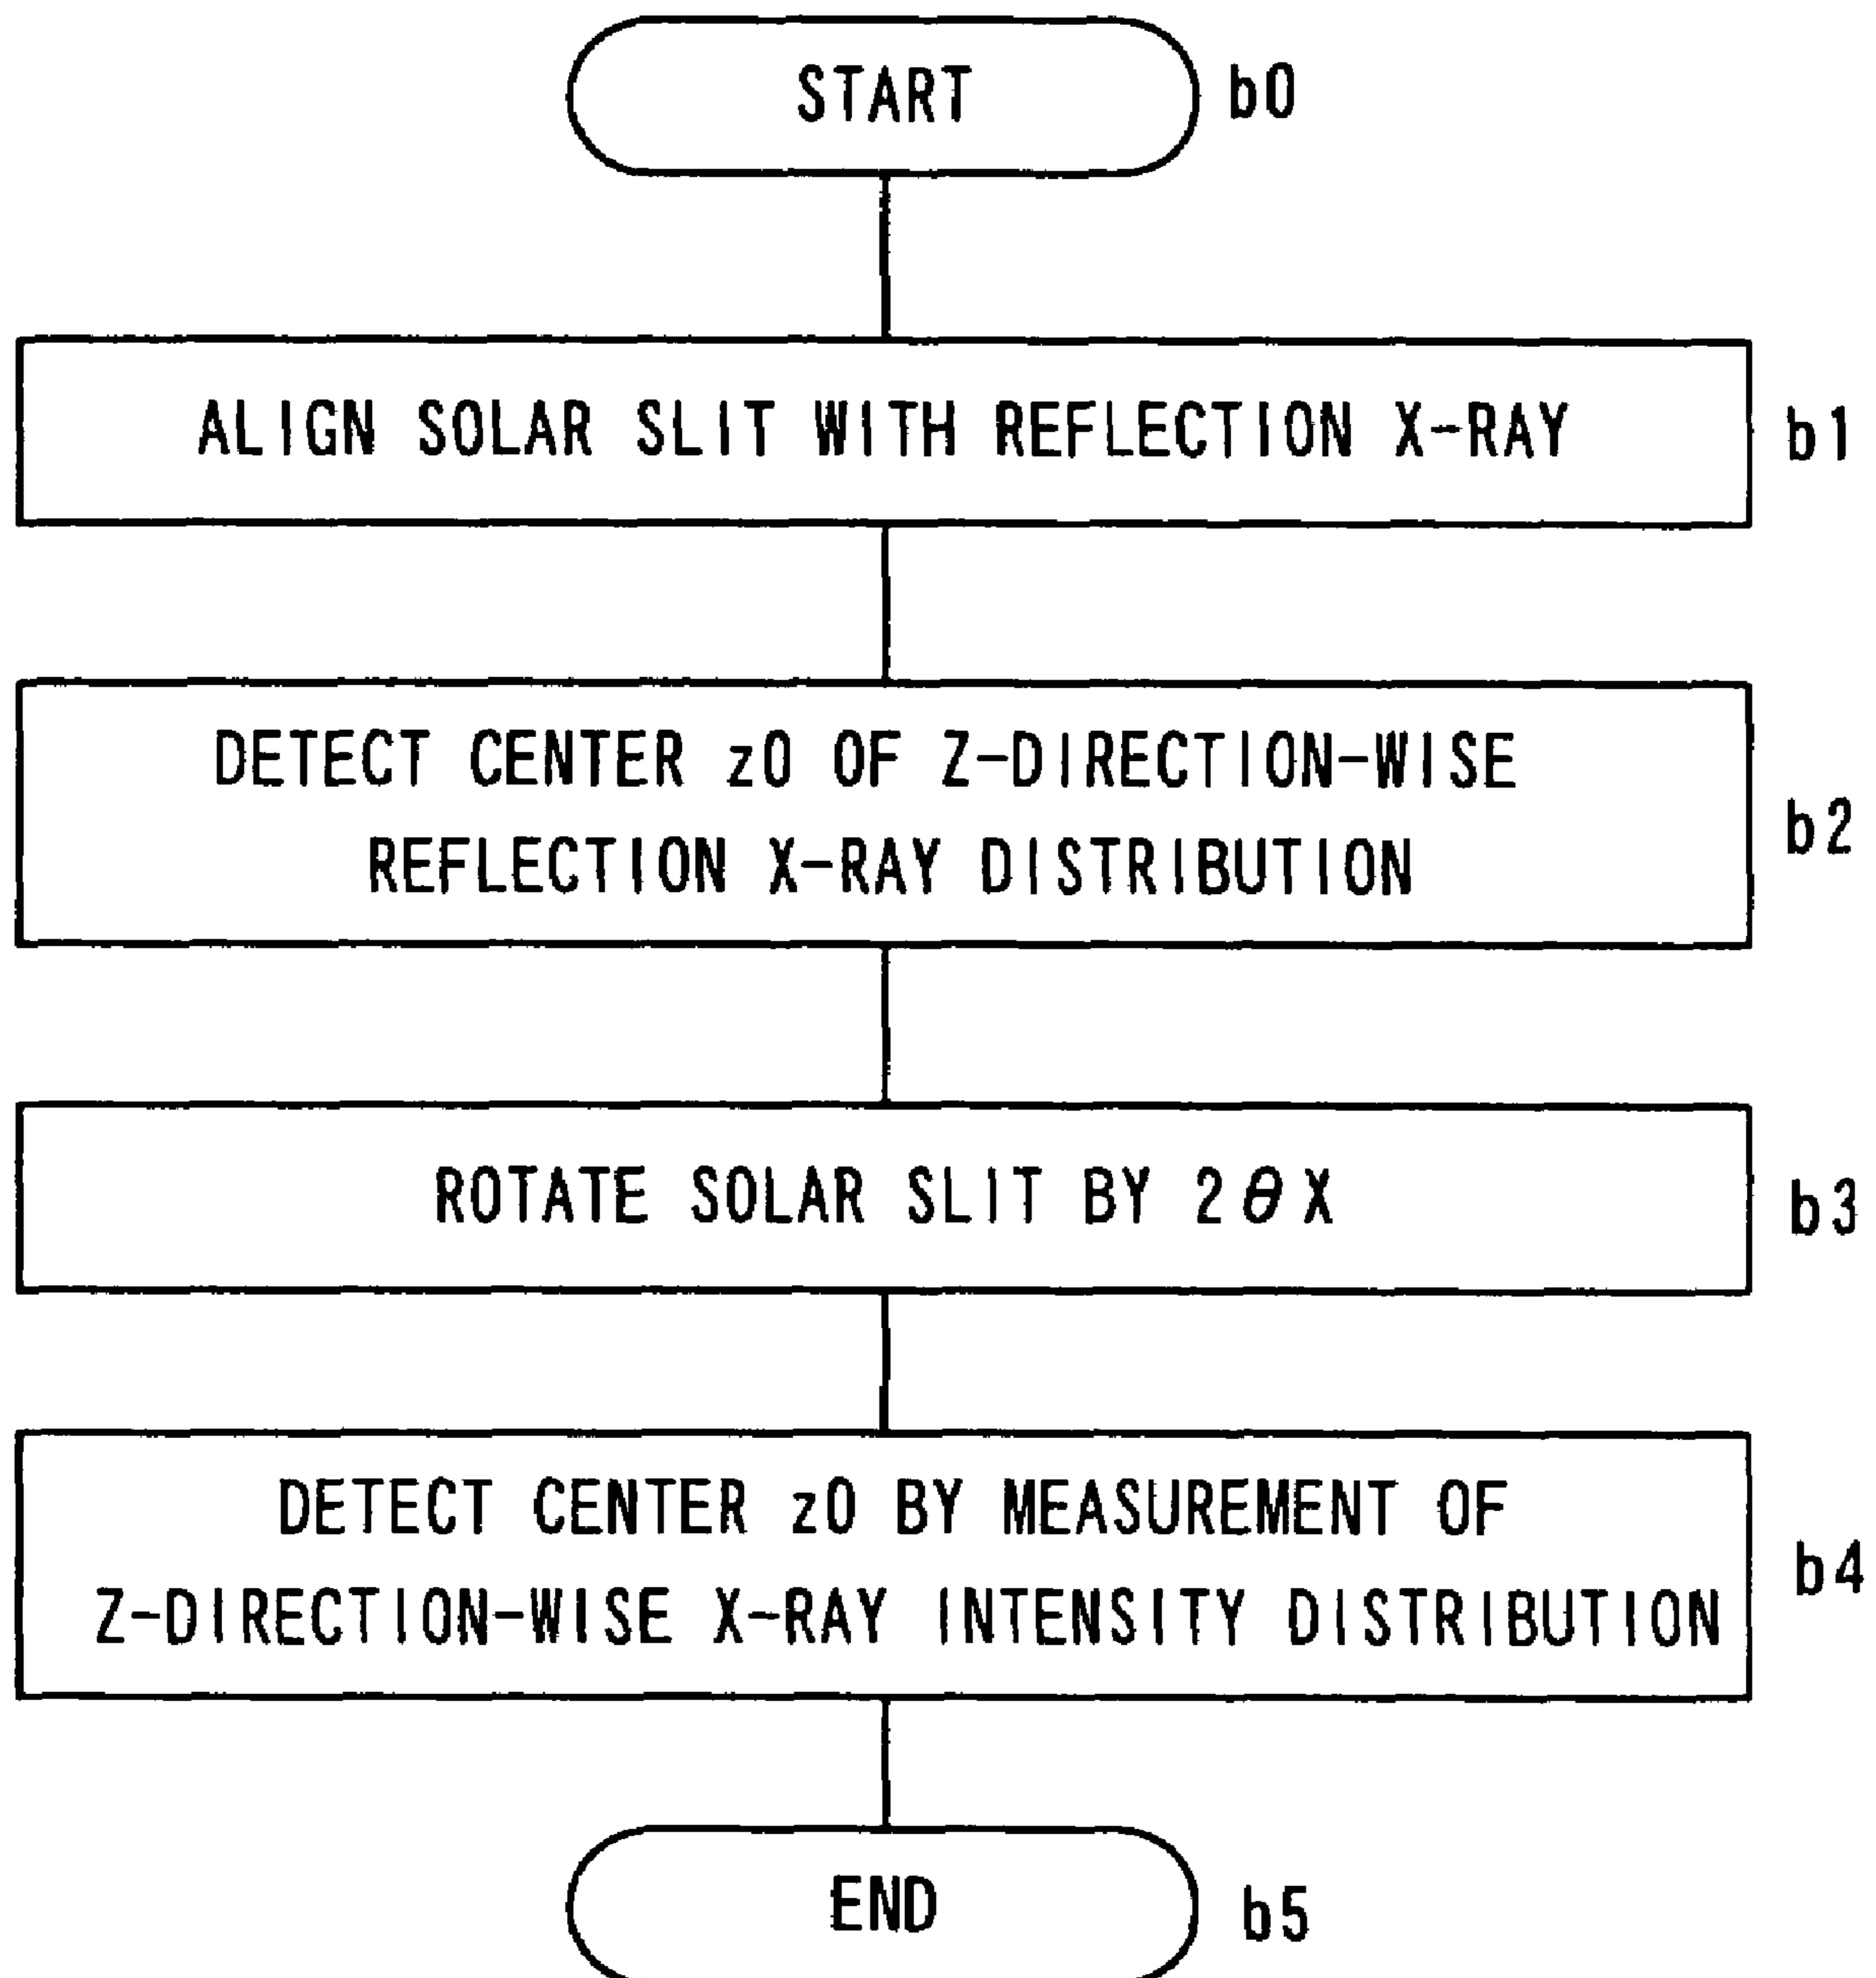 START b0
ALIGN SOLAR SLIT WITH REFLECTION X-RAY b1
DETECT CENTER z0 OF Z-DIRECTION-WISE
REFLECTION X-RAY DISTRIBUTION
b2
ROTATE SOLAR SLIT BY 2θX b3
DETECT CENTER z0 BY MEASUREMENT OF
Z-DIRECTION-WISE X-RAY INTENSITY DISTRIBUTION
b4
END b5